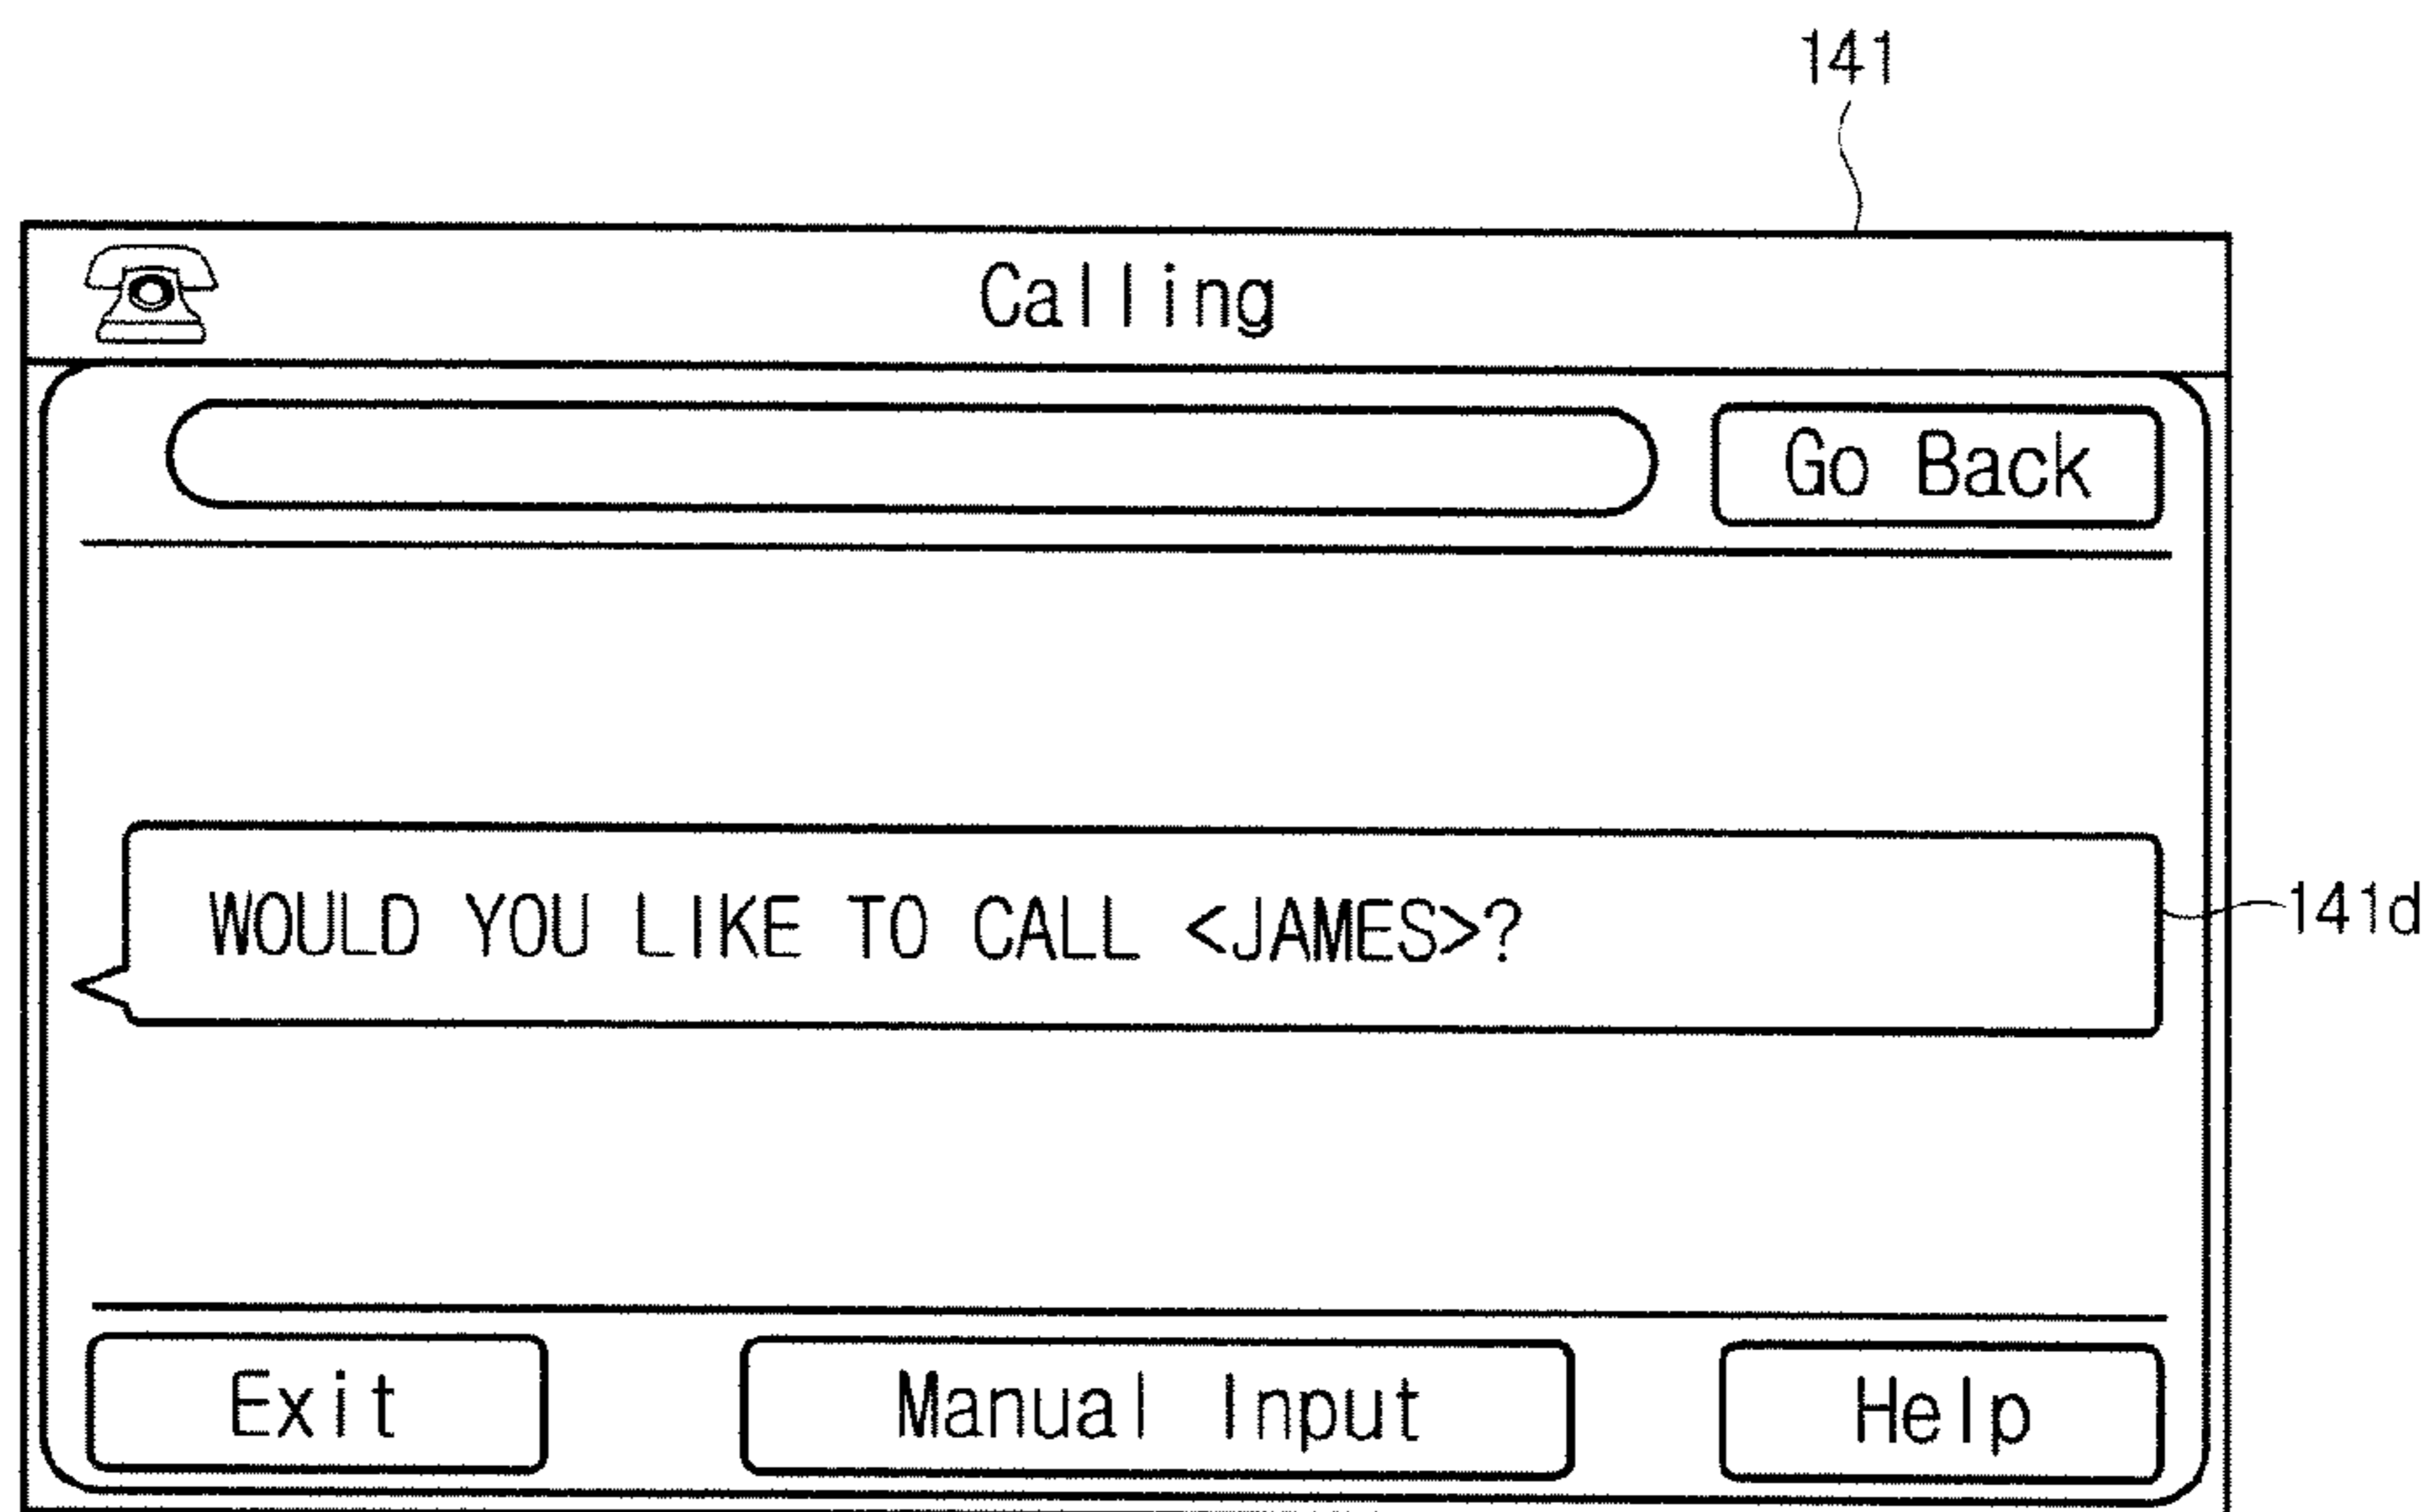 141
Calling
Go Back
WOULD YOU LIKE TO CALL <JAMES>?
141d
Exit
Manual Input
Help